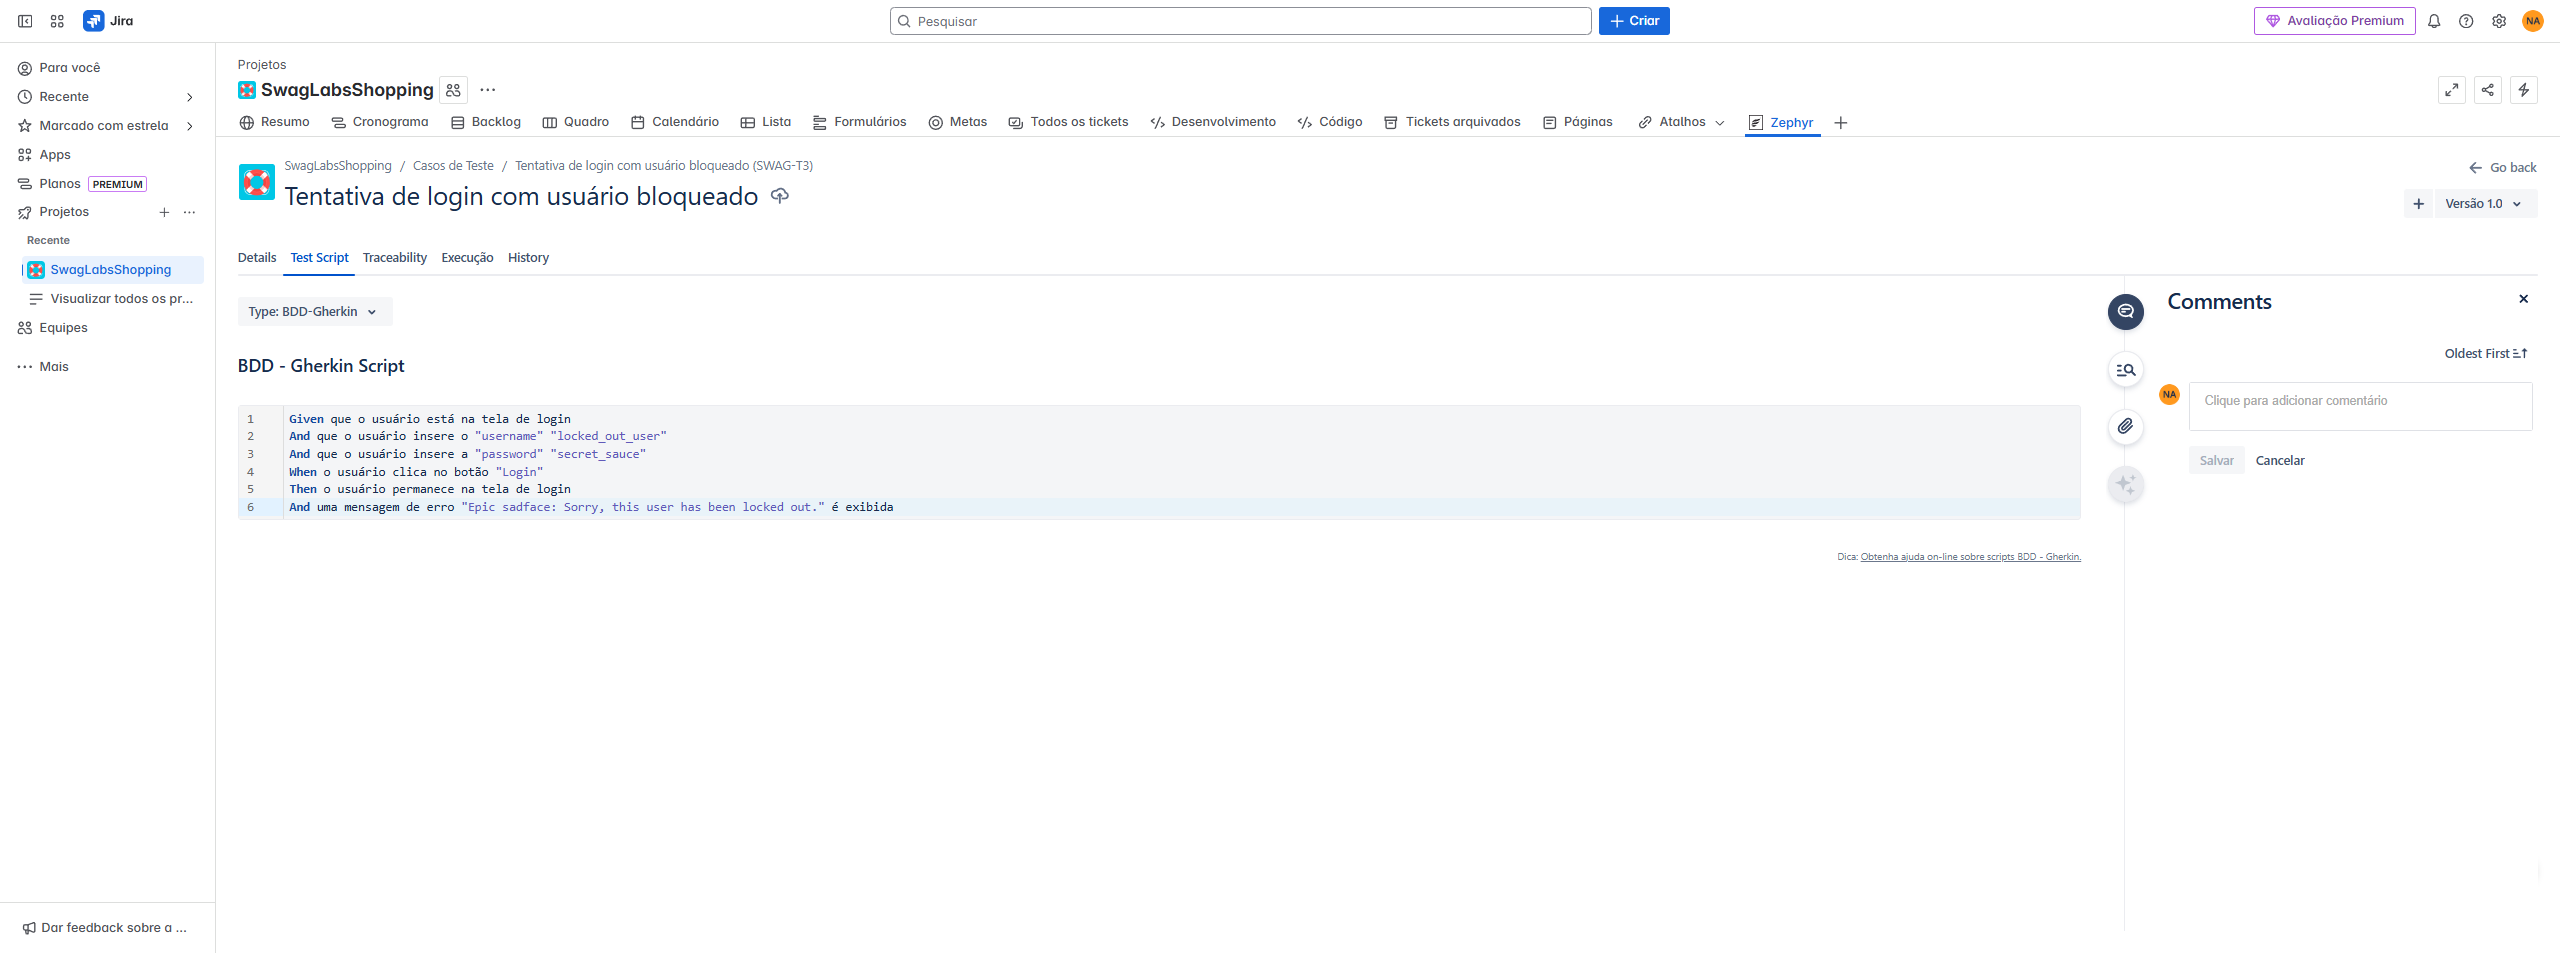 Jira
Pesquisar
Criar
Avaliação Premium
NA
Para você
Recente
Marcado com estrela
Apps
Planos PREMIUM
Projetos
Recente
SwagLabsShopping
Visualizar todos os pr...
Equipes
Mais
Dar feedback sobre a ...
Projetos
SwagLabsShopping
Resumo Cronograma Backlog Quadro Calendário Lista Formulários Metas Todos os tickets Desenvolvimento Código Tickets arquivados Páginas Atalhos Zephyr
SwagLabsShopping / Casos de Teste / Tentativa de login com usuário bloqueado (SWAG-T3)
Go back
Tentativa de login com usuário bloqueado
Versão 1.0
Details Test Script Traceability Execução History
Type: BDD-Gherkin
BDD - Gherkin Script
1 Given que o usuário está na tela de login
2 And que o usuário insere o "username" "locked_out_user"
3 And que o usuário insere a "password" "secret_sauce"
4 When o usuário clica no botão "Login"
5 Then o usuário permanece na tela de login
6 And uma mensagem de erro "Epic sadface: Sorry, this user has been locked out." é exibida
Dica: Obtenha ajuda on-line sobre scripts BDD - Gherkin.
Comments
Oldest First
NA
Clique para adicionar comentário
Salvar Cancelar